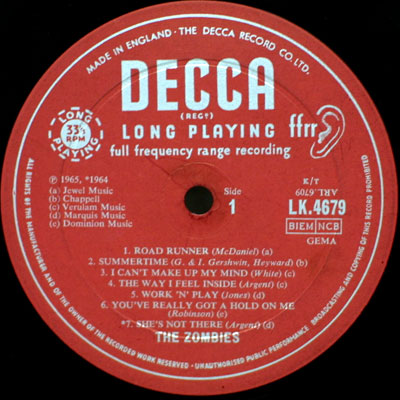 MADE IN ENGLAND · THE DECCA RECORD CO. LTD.
DECCA
(REGD)
LONG PLAYING
ffrr
full frequency range recording
LONG PLAYING
33⅓ RPM
℗ 1965, *1964
(a) Jewel Music
(b) Chappell
(c) Verulam Music
(d) Marquis Music
(e) Dominion Music
Side
1
K/T
ARL.6709
LK.4679
BIEM NCB
GEMA
1. ROAD RUNNER (McDaniel) (a)
2. SUMMERTIME (G. & I. Gershwin, Heyward) (b)
3. I CAN'T MAKE UP MY MIND (White) (c)
4. THE WAY I FEEL INSIDE (Argent) (c)
5. WORK 'N' PLAY (Jones) (d)
6. YOU'VE REALLY GOT A HOLD ON ME
(Robinson) (e)
*7. SHE'S NOT THERE (Argent) (d)
THE ZOMBIES
ALL RIGHTS OF THE MANUFACTURER AND OF THE OWNER OF THE RECORDED WORK RESERVED · UNAUTHORISED PUBLIC PERFORMANCE, BROADCASTING AND COPYING OF THIS RECORD PROHIBITED